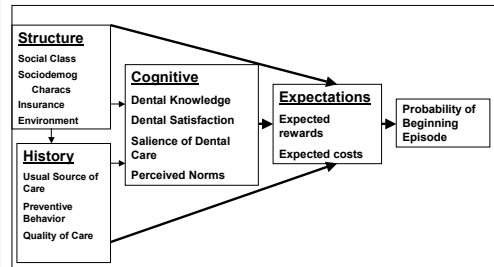 Structure
Social Class
Sociodemog
Characs
Insurance
Environment
History
Usual Source of
Care
Preventive
Behavior
Quality of Care
Cognitive
Dental Knowledge
Dental Satisfaction
Salience of Dental
Care
Perceived Norms
Expectations
Expected
rewards
Expected costs
Probability of
Beginning
Episode